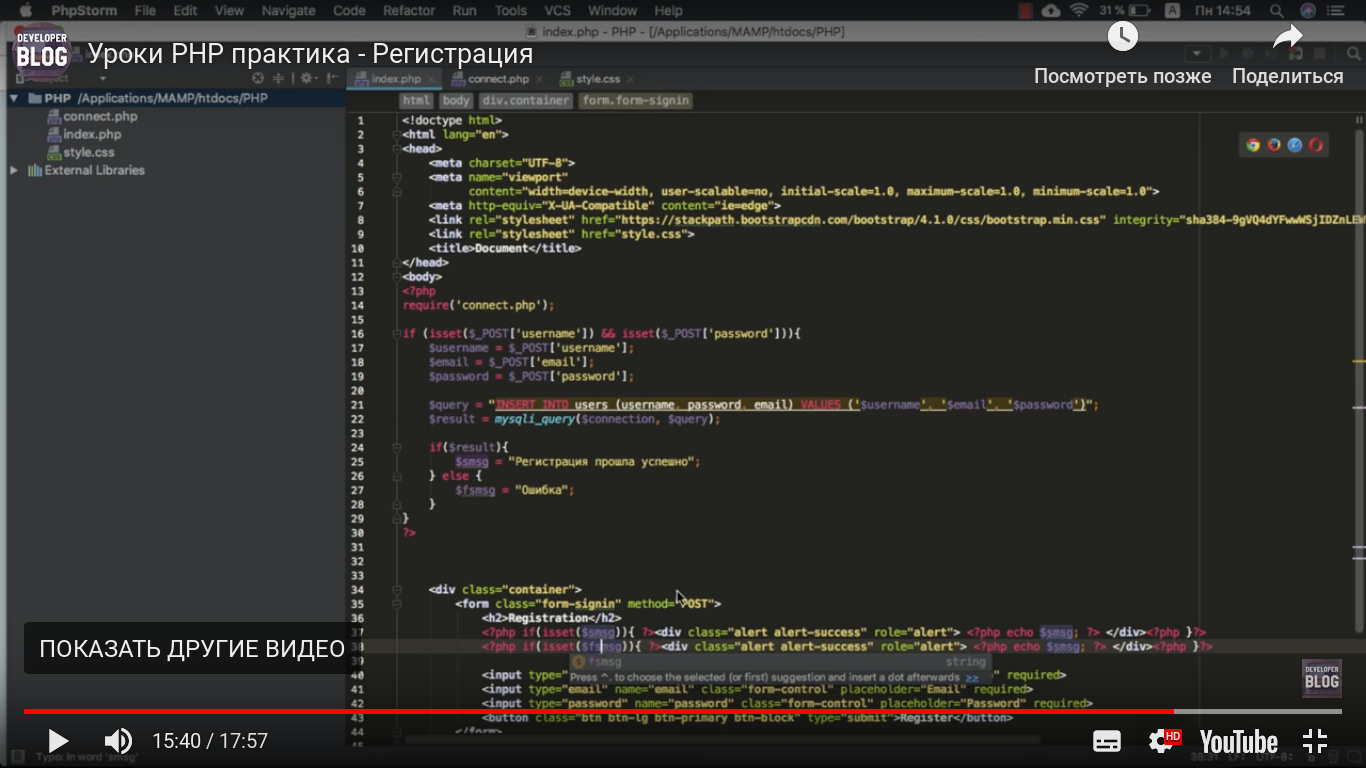 PhpStorm File Edit View Navigate Code Refactor Run Tools VCS Window Help 31% A Пн 14:54
index.php - PHP - [/Applications/MAMP/htdocs/PHP]
DEVELOPER BLOG
Уроки PHP практика - Регистрация
Посмотреть позже Поделиться
index.php connect.php style.css
PHP /Applications/MAMP/htdocs/PHP
connect.php
index.php
style.css
External Libraries
html body div.container form.form-signin
1 <!doctype html>
2 <html lang="en">
3 <head>
4 <meta charset="UTF-8">
5 <meta name="viewport"
6 content="width=device-width, user-scalable=no, initial-scale=1.0, maximum-scale=1.0, minimum-scale=1.0">
7 <meta http-equiv="X-UA-Compatible" content="ie=edge">
8 <link rel="stylesheet" href="https://stackpath.bootstrapcdn.com/bootstrap/4.1.0/css/bootstrap.min.css" integrity="sha384-9gVQ4dYFwwWSjIDZnLE
9 <link rel="stylesheet" href="style.css">
10 <title>Document</title>
11 </head>
12 <body>
13 <?php
14 require('connect.php');
15
16 if (isset($_POST['username']) && isset($_POST['password'])){
17 $username = $_POST['username'];
18 $email = $_POST['email'];
19 $password = $_POST['password'];
20
21 $query = "INSERT INTO users (username, password, email) VALUES ('$username', '$email', '$password')";
22 $result = mysqli_query($connection, $query);
23
24 if($result){
25 $smsg = "Регистрация прошла успешно";
26 } else {
27 $fsmsg = "Ошибка";
28 }
29 }
30 ?>
31
32
33
34 <div class="container">
35 <form class="form-signin" method="POST">
36 <h2>Registration</h2>
37 <?php if(isset($smsg)){ ?><div class="alert alert-success" role="alert"> <?php echo $smsg; ?> </div><?php }?>
38 <?php if(isset($fsmsg)){ ?><div class="alert alert-success" role="alert"> <?php echo $smsg; ?> </div><?php }?>
39 fsmsg string
Press ^. to choose the selected (or first) suggestion and insert a dot afterwards >>
40 <input type=" " required>
41 <input type="email" name="email" class="form-control" placeholder="Email" required>
42 <input type="password" name="password" class="form-control" placeholder="Password" required>
43 <button class="btn btn-lg btn-primary btn-block" type="submit">Register</button>
44 </form>
45
ПОКАЗАТЬ ДРУГИЕ ВИДЕО
DEVELOPER BLOG
15:40 / 17:57
HD
YouTube
Typo: In word 'smsg'
38:31 LF: UTF-8: